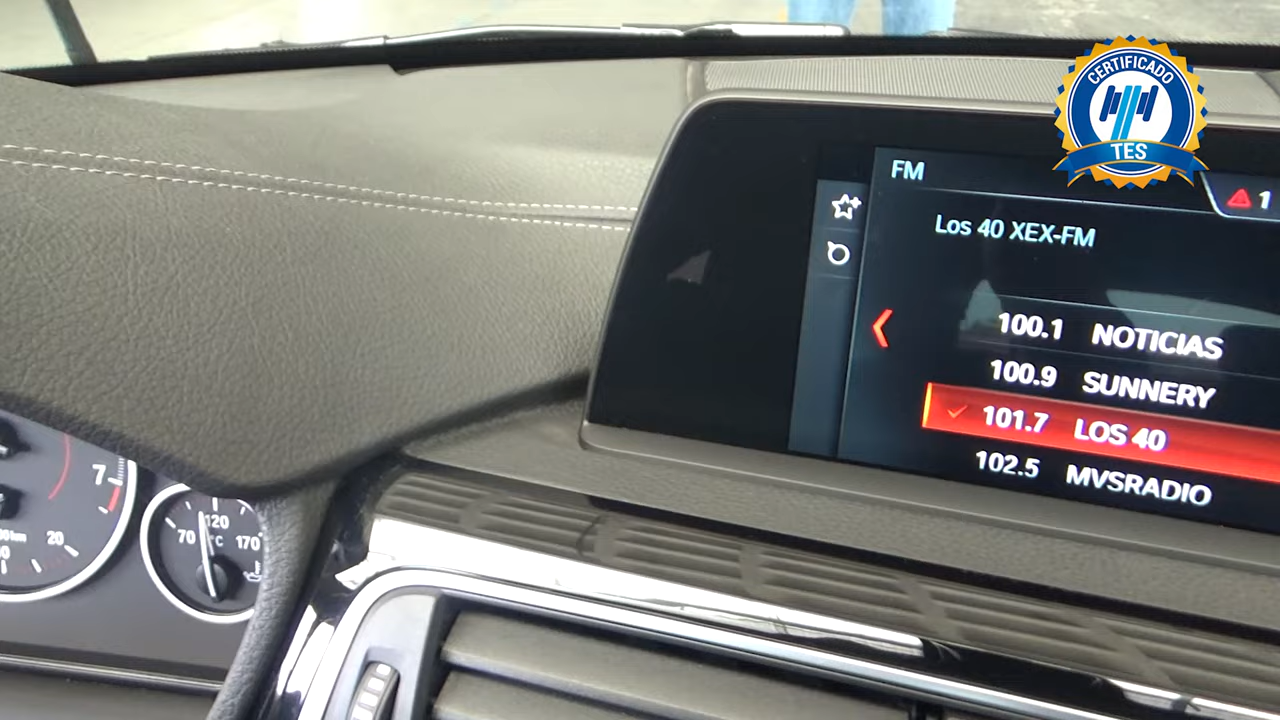 CERTIFICADO
TES
FM
1
Los 40 XEX-FM
100.1 NOTICIAS
100.9 SUNNERY
101.7 LOS 40
102.5 MVSRADIO
7
20
70
120
°C
170